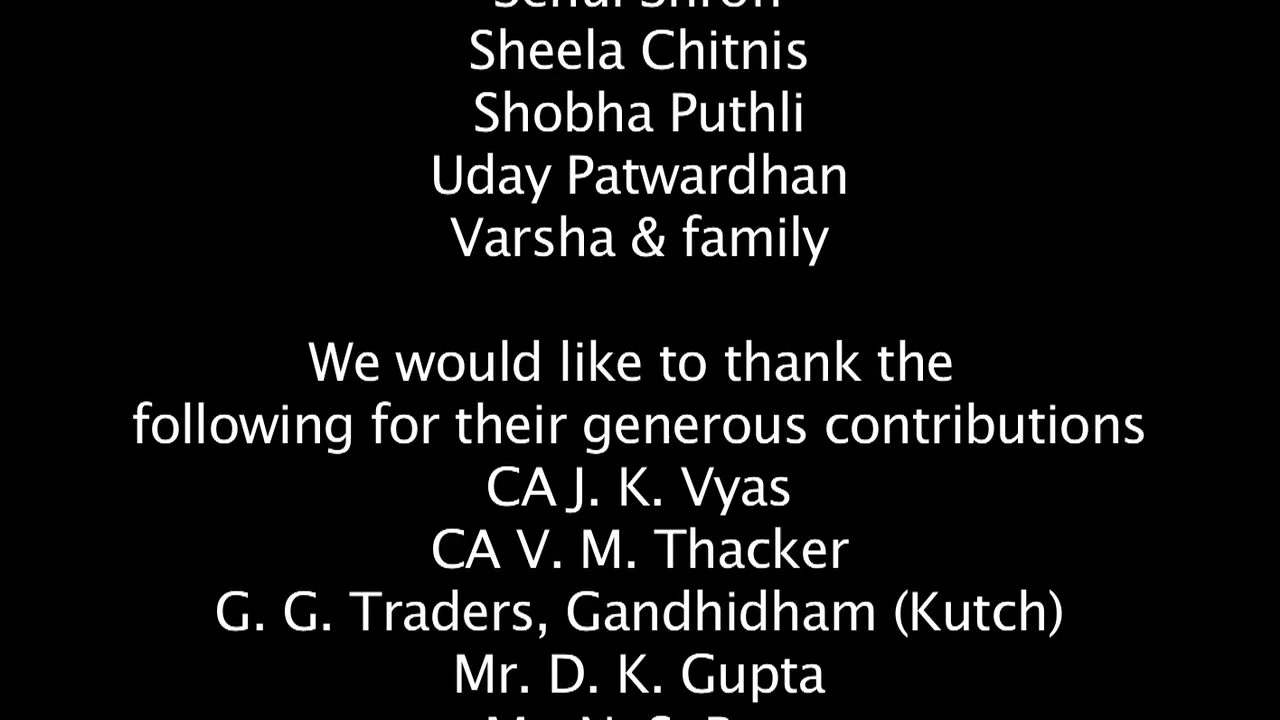 Sheela Chitnis
Shobha Puthli
Uday Patwardhan
Varsha & family
We would like to thank the
following for their generous contributions
CA J. K. Vyas
CA V. M. Thacker
G. G. Traders, Gandhidham (Kutch)
Mr. D. K. Gupta